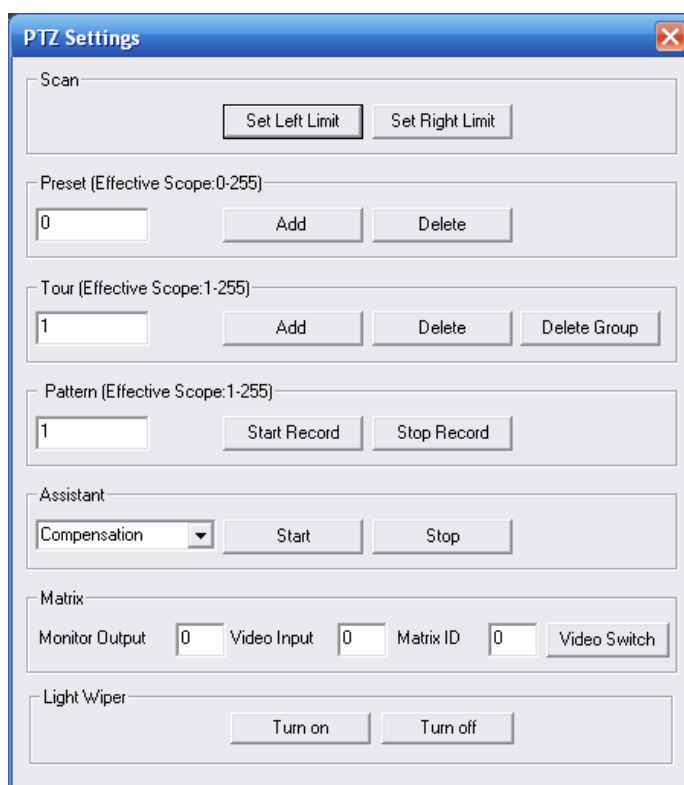 PTZ Settings
Scan
Set Left Limit Set Right Limit
Preset (Effective Scope:0-255)
0 Add Delete
Tour (Effective Scope:1-255)
1 Add Delete Delete Group
Pattern (Effective Scope:1-255)
1 Start Record Stop Record
Assistant
Compensation Start Stop
Matrix
Monitor Output 0 Video Input 0 Matrix ID 0 Video Switch
Light Wiper
Turn on Turn off